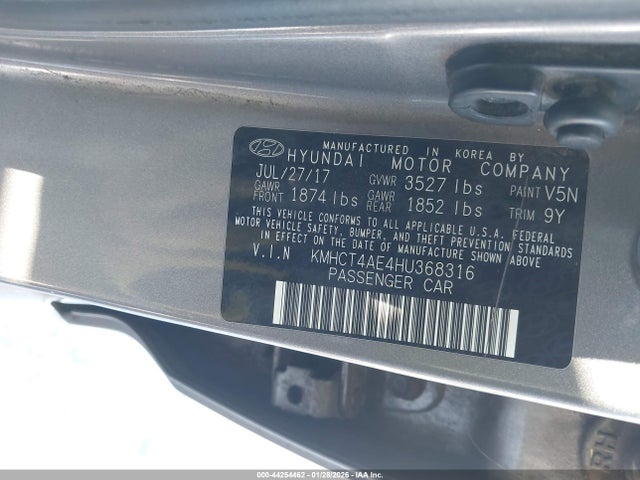 MANUFACTURED IN KOREA BY
HYUNDAI MOTOR COMPANY
JUL/27/17 GVWR 3527 lbs PAINT V5N
GAWR FRONT 1874 lbs GAWR REAR 1852 lbs TRIM 9Y
THIS VEHICLE CONFORMS TO ALL APPLICABLE U.S.A. FEDERAL
MOTOR VEHICLE SAFETY, BUMPER, AND THEFT PREVENTION STANDARDS
IN EFFECT ON THE DATE OF MANUFACTURE SHOWN ABOVE.
V.I.N KMHCT4AE4HU368316
PASSENGER CAR
RH
000-44254462 - 01/28/2026 - Copart IAA